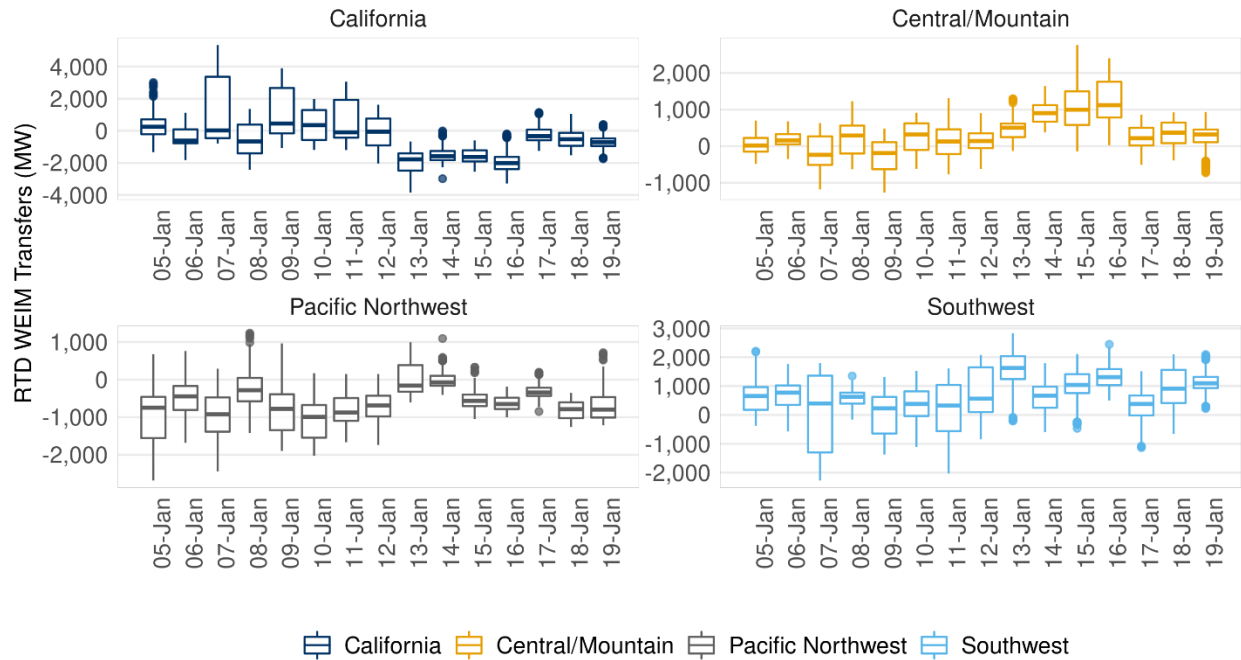 California
Central/Mountain
RTD WEIM Transfers (MW)
4,000
2,000
0
-2,000
-4,000
2,000
1,000
0
-1,000
05-Jan
06-Jan
07-Jan
08-Jan
09-Jan
10-Jan
11-Jan
12-Jan
13-Jan
14-Jan
15-Jan
16-Jan
17-Jan
18-Jan
19-Jan
05-Jan
06-Jan
07-Jan
08-Jan
09-Jan
10-Jan
11-Jan
12-Jan
13-Jan
14-Jan
15-Jan
16-Jan
17-Jan
18-Jan
19-Jan
Pacific Northwest
Southwest
1,000
0
-1,000
-2,000
3,000
2,000
1,000
0
-1,000
-2,000
05-Jan
06-Jan
07-Jan
08-Jan
09-Jan
10-Jan
11-Jan
12-Jan
13-Jan
14-Jan
15-Jan
16-Jan
17-Jan
18-Jan
19-Jan
05-Jan
06-Jan
07-Jan
08-Jan
09-Jan
10-Jan
11-Jan
12-Jan
13-Jan
14-Jan
15-Jan
16-Jan
17-Jan
18-Jan
19-Jan
California Central/Mountain Pacific Northwest Southwest